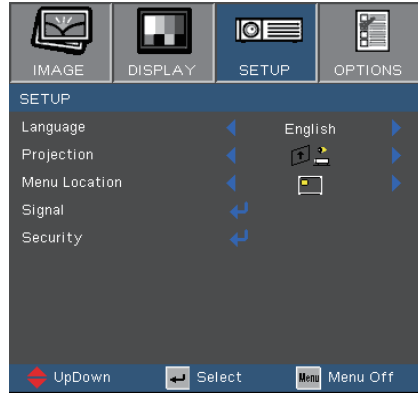 IMAGE DISPLAY SETUP OPTIONS
SETUP
Language English
Projection
Menu Location
Signal
Security
UpDown Select Menu Menu Off